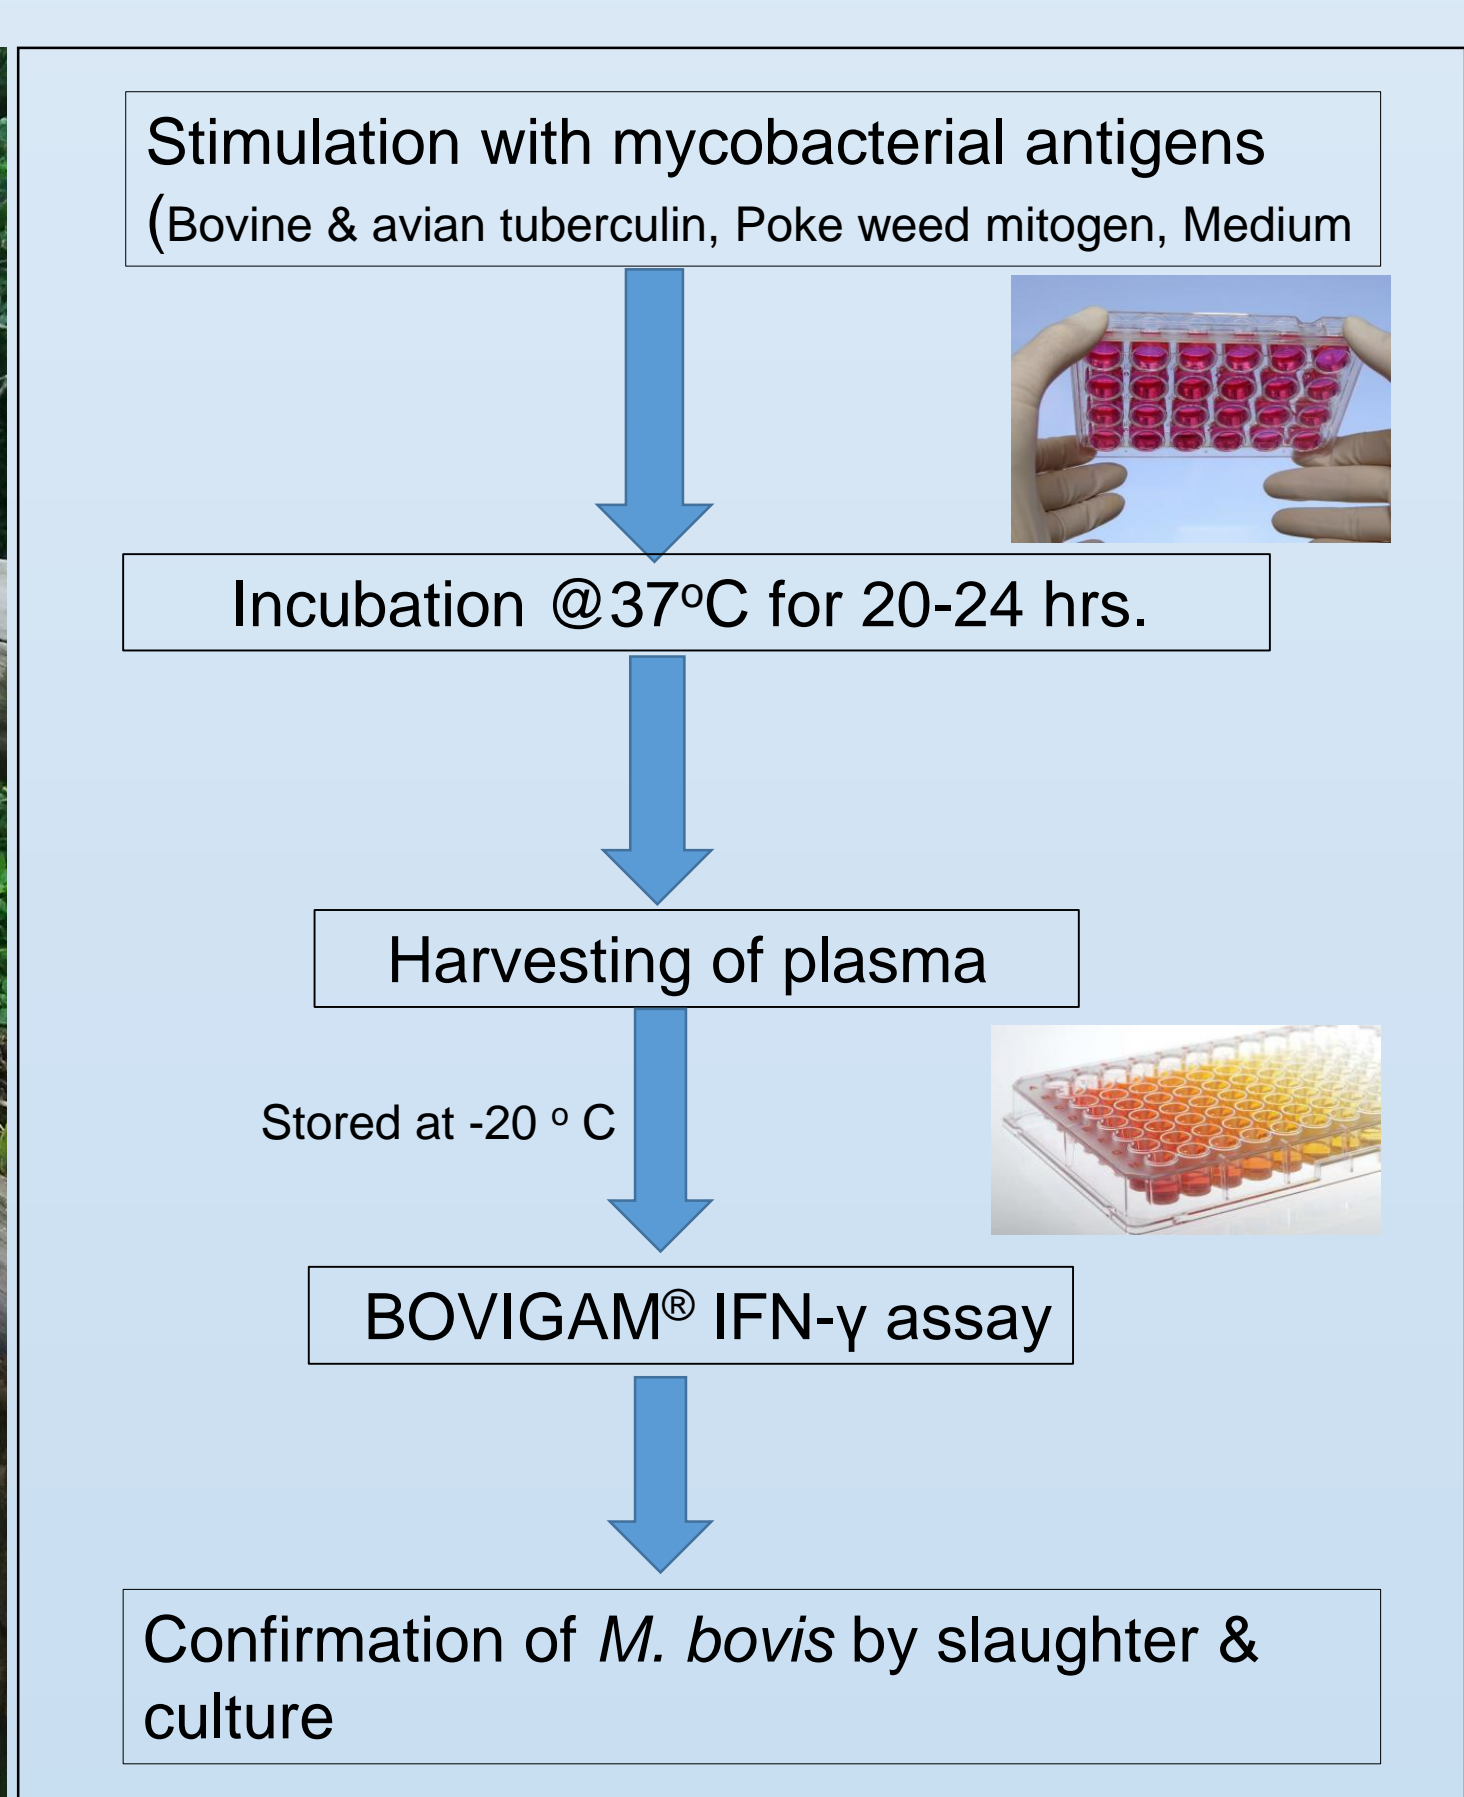 Stimulation with mycobacterial antigens
(Bovine & avian tuberculin, Poke weed mitogen, Medium
Incubation @37ºC for 20-24 hrs.
Harvesting of plasma
Stored at -20 º C
BOVIGAM® IFN-γ assay
Confirmation of M. bovis by slaughter &
culture